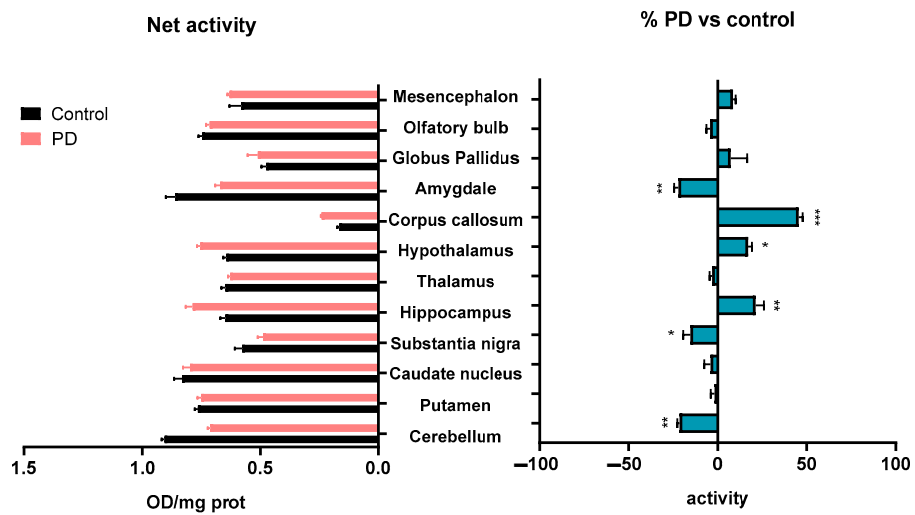 Net activity
% PD vs control
Control
PD
Mesencephalon
Olfatory bulb
Globus Pallidus
Amygdale
**
Corpus callosum
***
Hypothalamus
*
Thalamus
Hippocampus
**
Substantia nigra
*
Caudate nucleus
Putamen
Cerebellum
**
1.5 1.0 0.5 0.0
−100 −50 0 50 100
OD/mg prot
activity